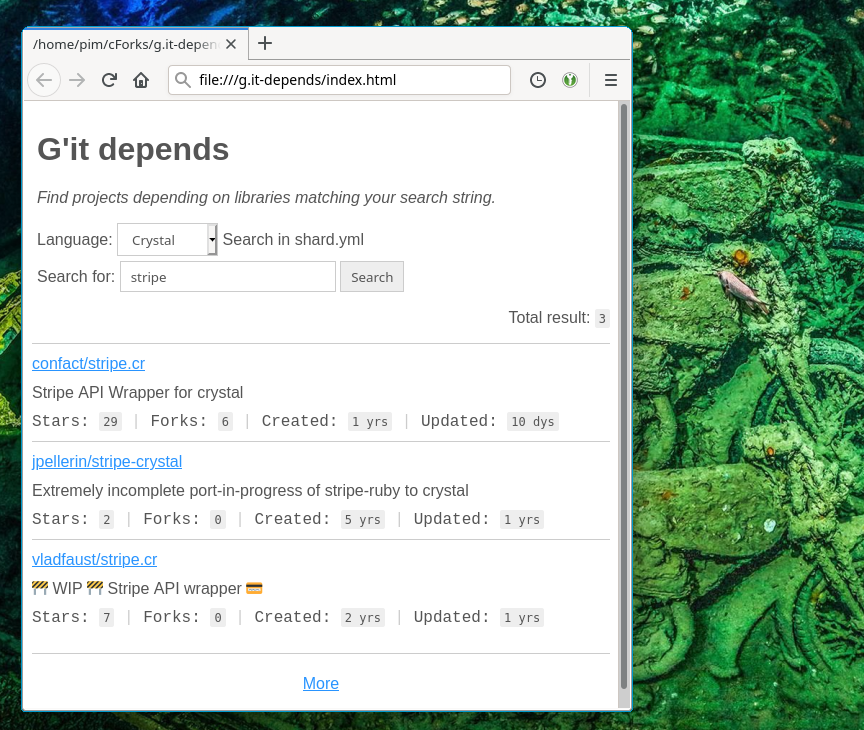 /home/pim/cForks/g.it-depen
file:///g.it-depends/index.html
G'it depends
Find projects depending on libraries matching your search string.
Language: Crystal Search in shard.yml
Search for: stripe Search
Total result: 3
confact/stripe.cr
Stripe API Wrapper for crystal
Stars: 29 | Forks: 6 | Created: 1 yrs | Updated: 10 dys
jpellerin/stripe-crystal
Extremely incomplete port-in-progress of stripe-ruby to crystal
Stars: 2 | Forks: 0 | Created: 5 yrs | Updated: 1 yrs
vladfaust/stripe.cr
🚧 WIP 🚧 Stripe API wrapper 💳
Stars: 7 | Forks: 0 | Created: 2 yrs | Updated: 1 yrs
More